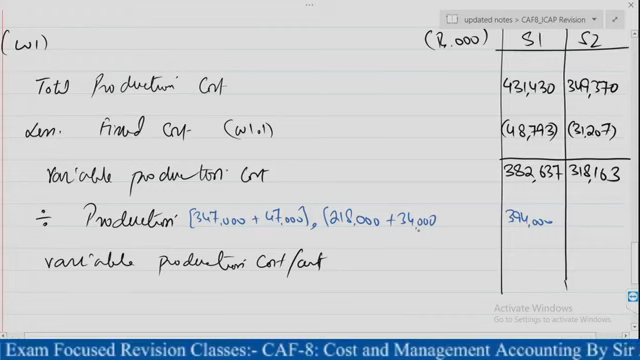 updated notes > CAF8_ICAP Revision
(W1) (Rs.000) S1 S2
Total Production Cost 431,430 349,370
Less. Fixed Cost (W1.1) (48,793) (31,207)
Variable production Cost 382,637 318,163
÷ Production [347,000 + 47,000), (218,000 + 34,000 394,000
Variable production Cost/unit
Activate Windows
Go to Settings to activate Windows.
Exam Focused Revision Classes:- CAF-8: Cost and Management Accounting By Sir